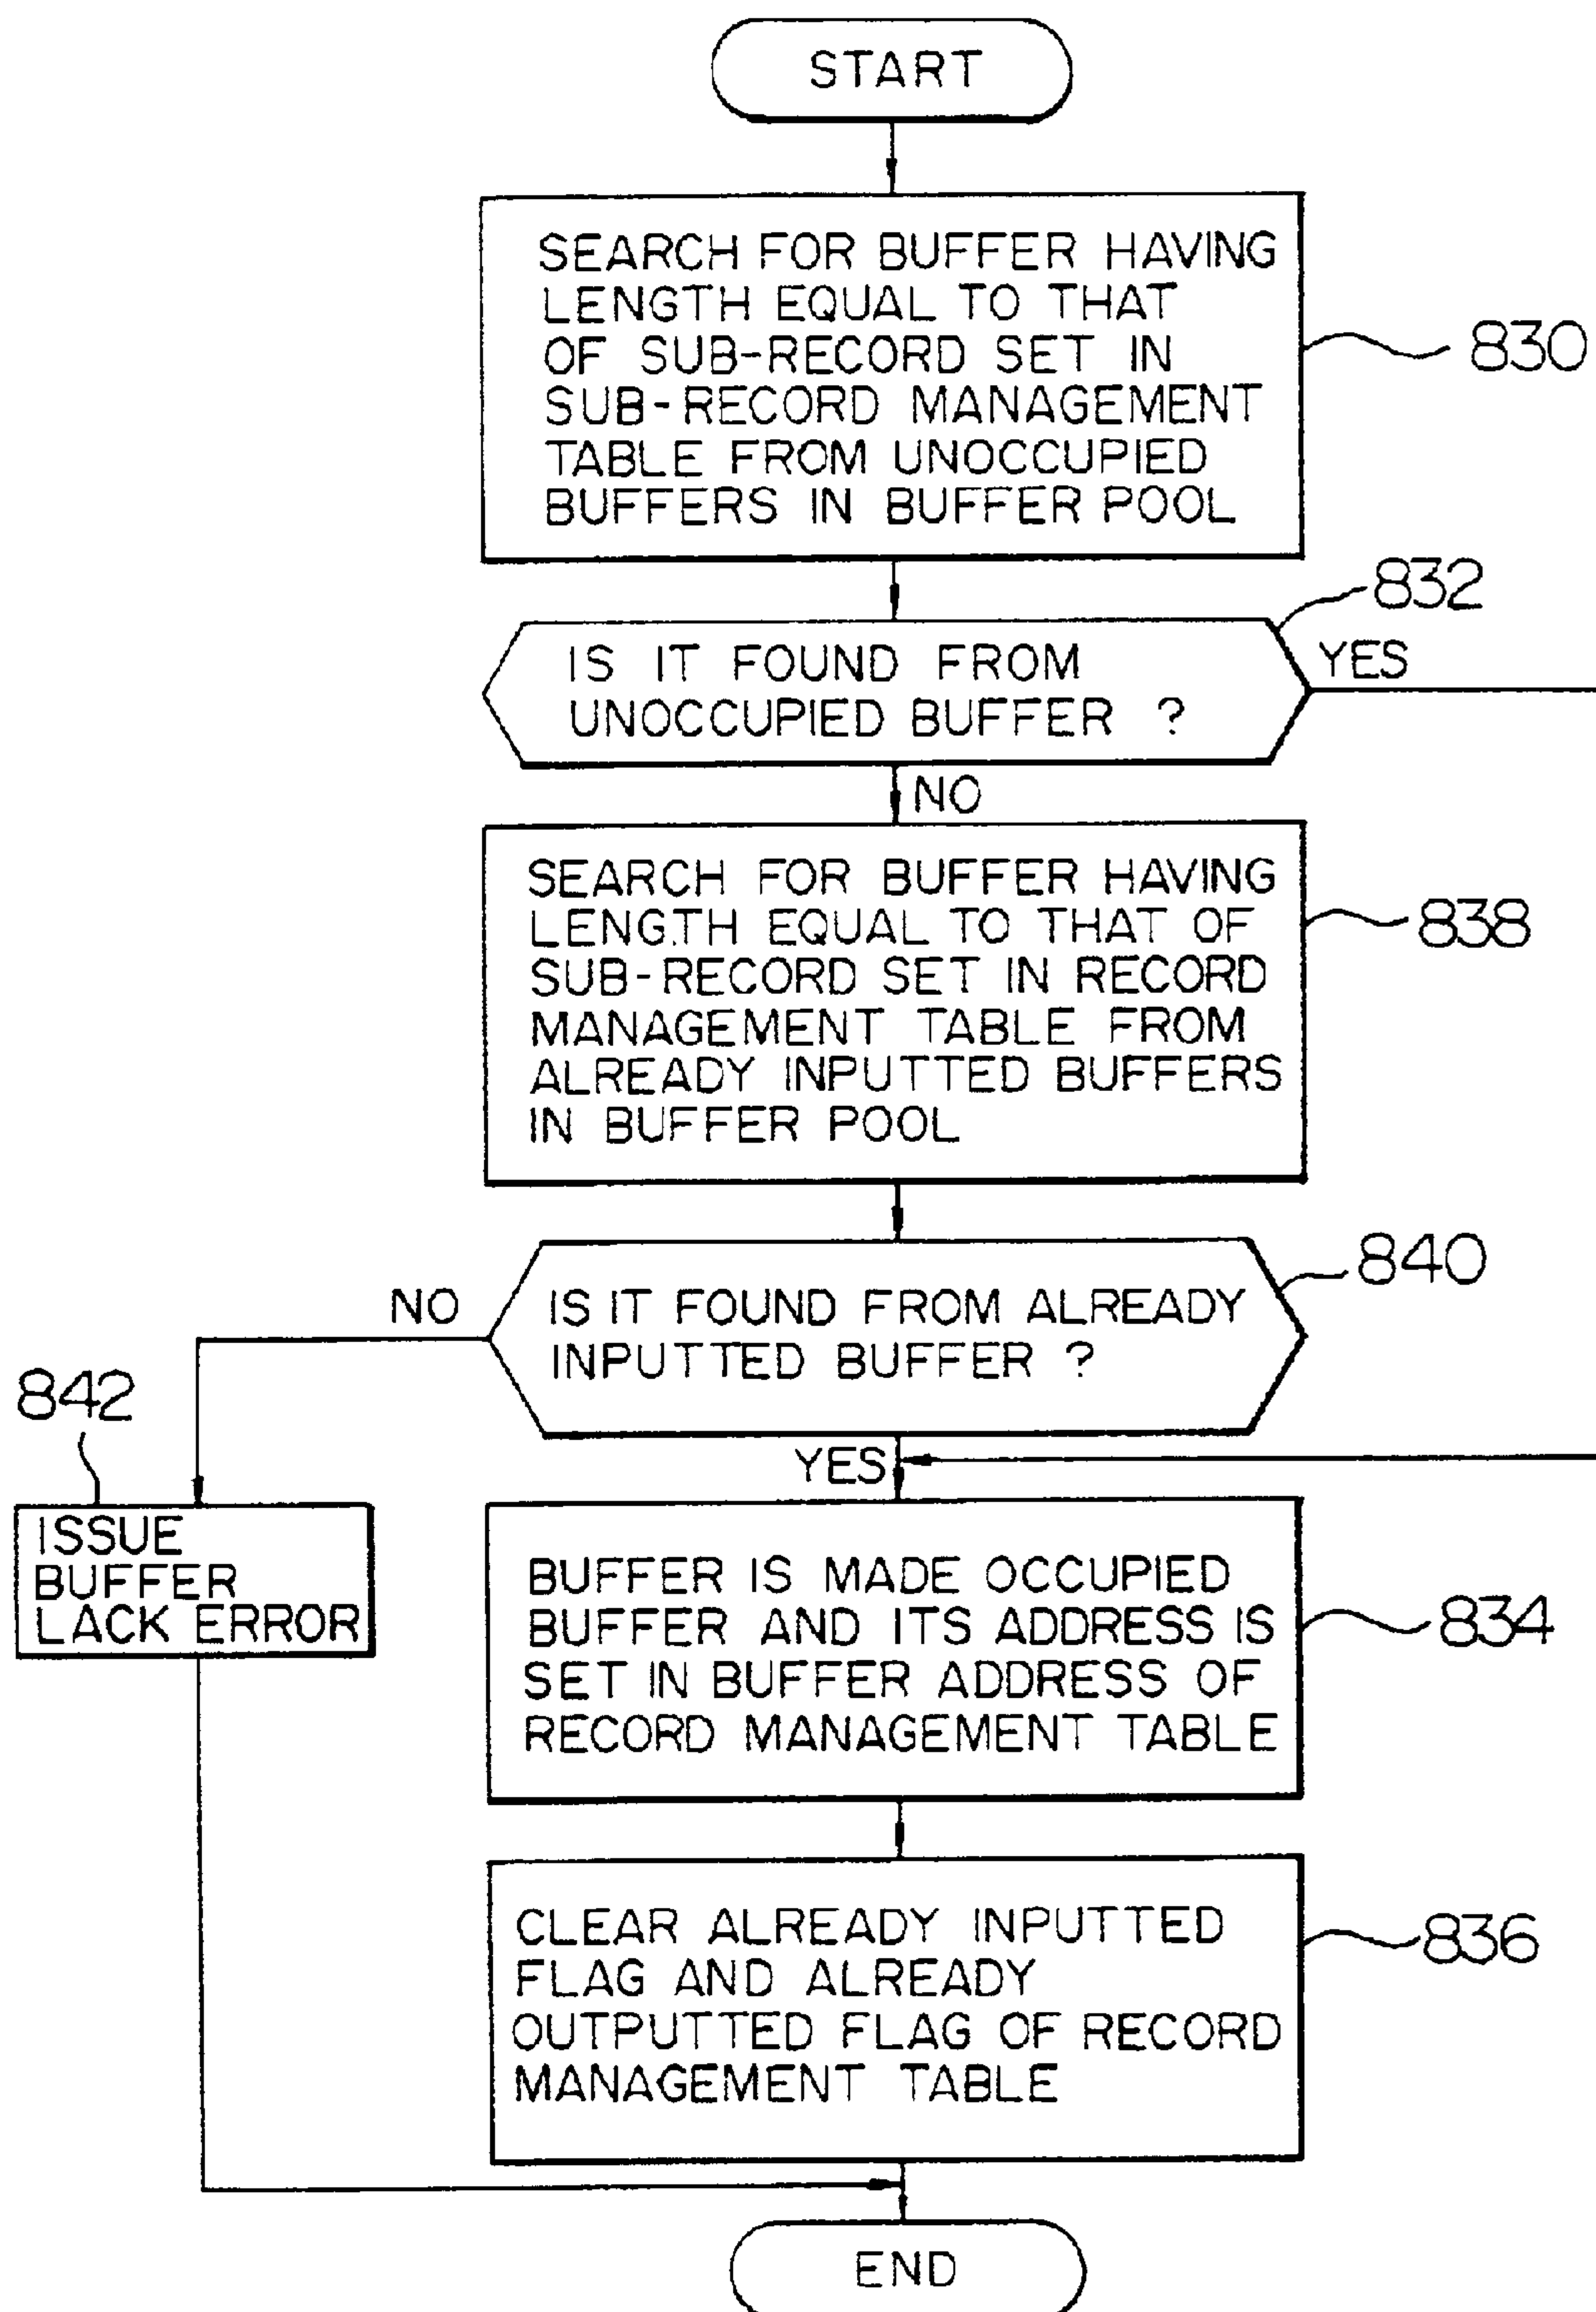 START
SEARCH FOR BUFFER HAVING
LENGTH EQUAL TO THAT
OF SUB-RECORD SET IN
SUB-RECORD MANAGEMENT
TABLE FROM UNOCCUPIED
BUFFERS IN BUFFER POOL
830
832
IS IT FOUND FROM
UNOCCUPIED BUFFER ?
YES
NO
SEARCH FOR BUFFER HAVING
LENGTH EQUAL TO THAT OF
SUB-RECORD SET IN RECORD
MANAGEMENT TABLE FROM
ALREADY INPUTTED BUFFERS
IN BUFFER POOL
838
840
NO
IS IT FOUND FROM ALREADY
INPUTTED BUFFER ?
842
YES
ISSUE
BUFFER
LACK ERROR
BUFFER IS MADE OCCUPIED
BUFFER AND ITS ADDRESS IS
SET IN BUFFER ADDRESS OF
RECORD MANAGEMENT TABLE
834
CLEAR ALREADY INPUTTED
FLAG AND ALREADY
OUTPUTTED FLAG OF RECORD
MANAGEMENT TABLE
836
END